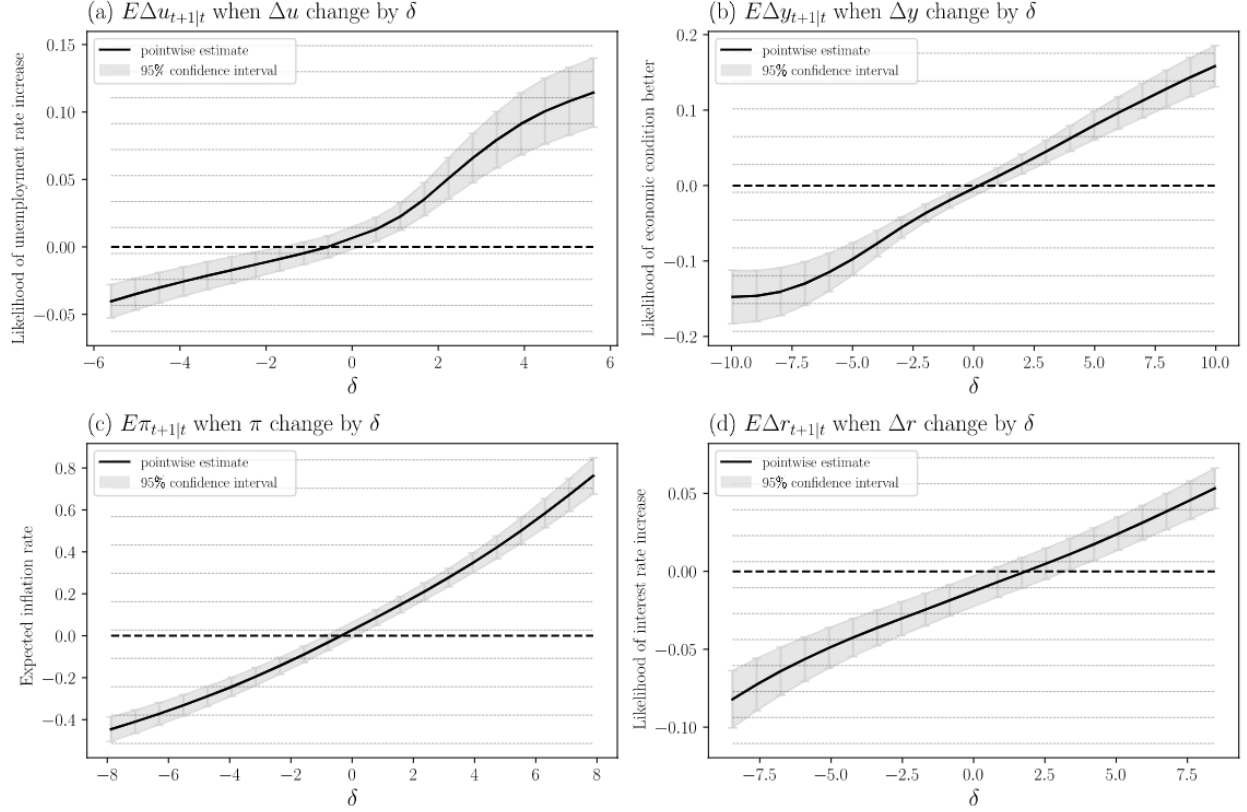 (a) EΔu_{t+1|t} when Δu change by δ
pointwise estimate
95% confidence interval
Likelihood of unemployment rate increase
0.15
0.10
0.05
0.00
−0.05
−6
−4
−2
0
2
4
6
δ
(b) EΔy_{t+1|t} when Δy change by δ
pointwise estimate
95% confidence interval
Likelihood of economic condition better
0.2
0.1
0.0
−0.1
−0.2
−10.0
−7.5
−5.0
−2.5
0.0
2.5
5.0
7.5
10.0
δ
(c) Eπ_{t+1|t} when π change by δ
pointwise estimate
95% confidence interval
Expected inflation rate
0.8
0.6
0.4
0.2
0.0
−0.2
−0.4
−8
−6
−4
−2
0
2
4
6
8
δ
(d) EΔr_{t+1|t} when Δr change by δ
pointwise estimate
95% confidence interval
Likelihood of interest rate increase
0.05
0.00
−0.05
−0.10
−7.5
−5.0
−2.5
0.0
2.5
5.0
7.5
δ